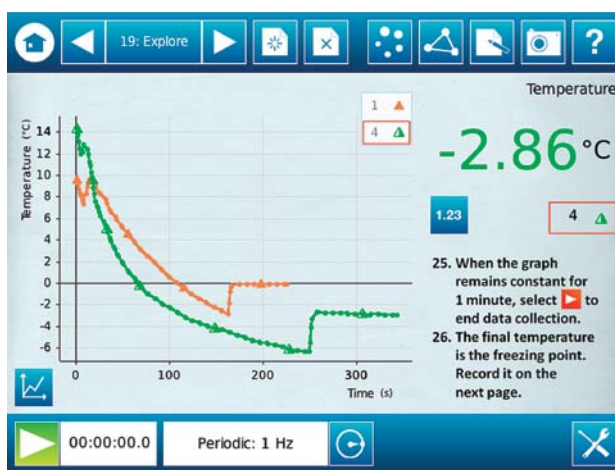 19: Explore
?
Temperature
1
4
-2.86 °C
1.23
4
Temperature (°C)
14
12
10
8
6
4
2
0
-2
-4
-6
0 100 200 300
Time (s)
25. When the graph
remains constant for
1 minute, select to
end data collection.
26. The final temperature
is the freezing point.
Record it on the
next page.
00:00:00.0
Periodic: 1 Hz